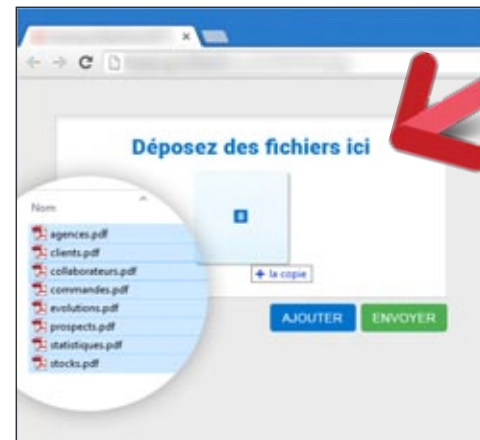 Déposez des fichiers ici
Nom
agences.pdf
clients.pdf
collaborateurs.pdf
commandes.pdf
evolutions.pdf
prospects.pdf
statistiques.pdf
stocks.pdf
8
+ la copie
AJOUTER
ENVOYER